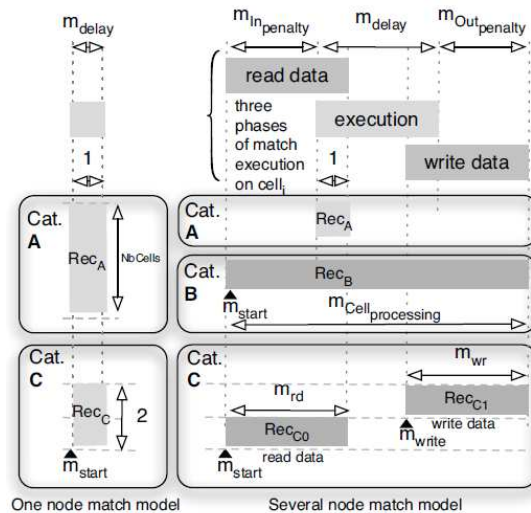 m_delay
m_In_penalty m_delay m_Out_penalty
read data
three
phases
of match
execution
on cell_i
execution
write data
1
1
Cat.
A
Rec_A
NbCells
Cat.
A
Rec_A
Cat.
B
Rec_B
m_start
m_Cell_processing
Cat.
C
Rec_C
2
m_start
Cat.
C
m_rd
m_wr
Rec_C1
write data
m_write
Rec_C0
read data
m_start
One node match model
Several node match model